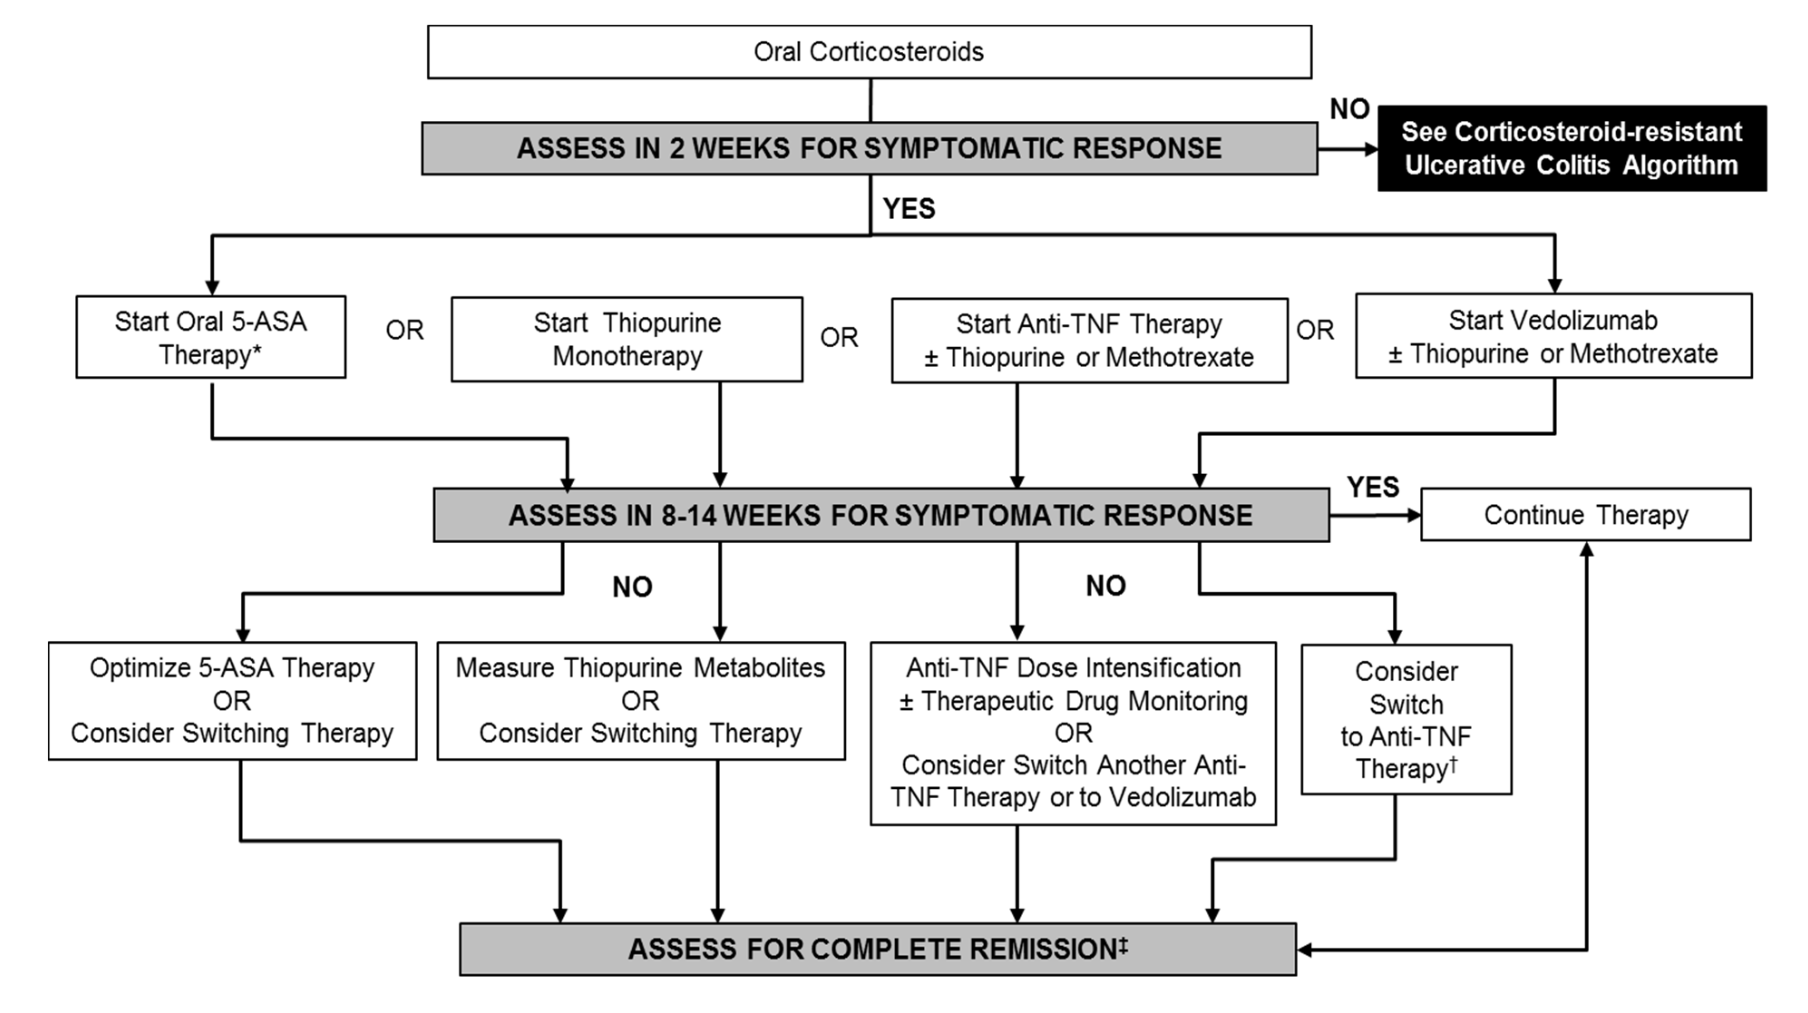 Oral Corticosteroids
NO
ASSESS IN 2 WEEKS FOR SYMPTOMATIC RESPONSE
See Corticosteroid-resistant
Ulcerative Colitis Algorithm
YES
Start Oral 5-ASA
Therapy*
OR
Start Thiopurine
Monotherapy
OR
Start Anti-TNF Therapy
± Thiopurine or Methotrexate
OR
Start Vedolizumab
± Thiopurine or Methotrexate
ASSESS IN 8-14 WEEKS FOR SYMPTOMATIC RESPONSE
YES
Continue Therapy
NO
NO
Optimize 5-ASA Therapy
OR
Consider Switching Therapy
Measure Thiopurine Metabolites
OR
Consider Switching Therapy
Anti-TNF Dose Intensification
± Therapeutic Drug Monitoring
OR
Consider Switch Another Anti-
TNF Therapy or to Vedolizumab
Consider
Switch
to Anti-TNF
Therapy†
ASSESS FOR COMPLETE REMISSION‡